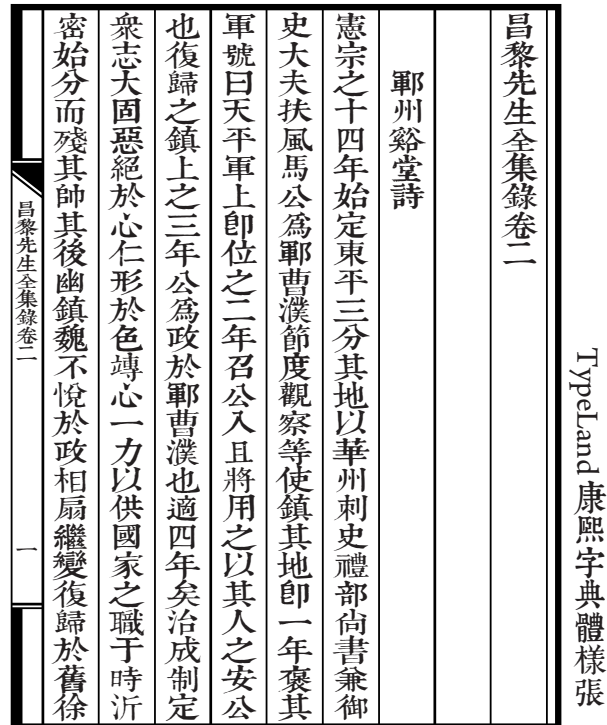 昌黎先生全集錄卷二
鄆州谿堂詩
憲宗之十四年始定東平三分其地以華州刺史禮部尙書兼御
史大夫扶風馬公爲鄆曹濮節度觀察等使鎮其地卽一年褒其
軍號曰天平軍上卽位之二年召公入且將用之以其人之安公
也復歸之鎮上之三年公爲政於鄆曹濮也適四年矣治成制定
衆志大固惡絕於心仁形於色竱心一力以供國家之職于時沂
密始分而殘其帥其後幽鎮魏不悅於政相扇繼變復歸於舊徐
昌黎先生全集錄卷二
一
TypeLand 康熙字典體樣張